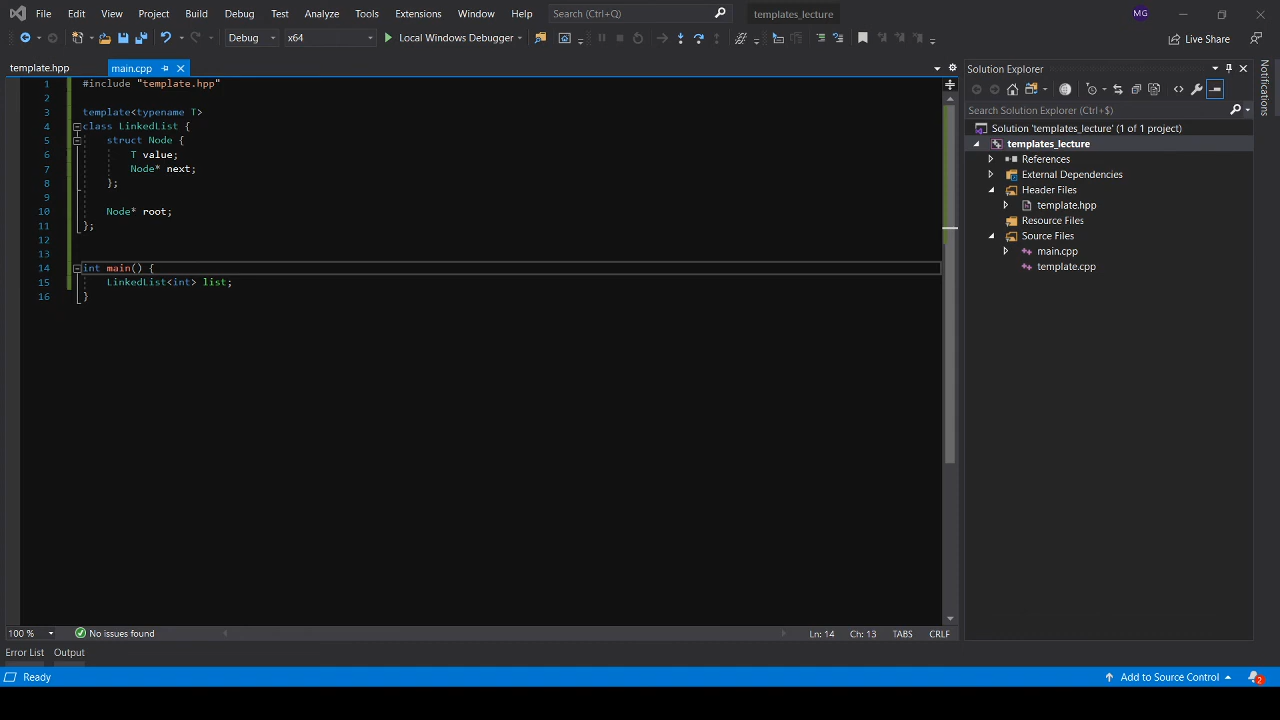 File Edit View Project Build Debug Test Analyze Tools Extensions Window Help Search (Ctrl+Q) templates_lecture MG
Debug x64 Local Windows Debugger Live Share
template.hpp main.cpp
1 #include "template.hpp"
2
3 template<typename T>
4 class LinkedList {
5 struct Node {
6 T value;
7 Node* next;
8 };
9
10 Node* root;
11 };
12
13
14 int main() {
15 LinkedList<int> list;
16 }
100 % No issues found Ln: 14 Ch: 13 TABS CRLF
Error List Output
Ready Add to Source Control 2
Solution Explorer
Search Solution Explorer (Ctrl+$)
Solution 'templates_lecture' (1 of 1 project)
templates_lecture
References
External Dependencies
Header Files
template.hpp
Resource Files
Source Files
main.cpp
template.cpp
Notifications